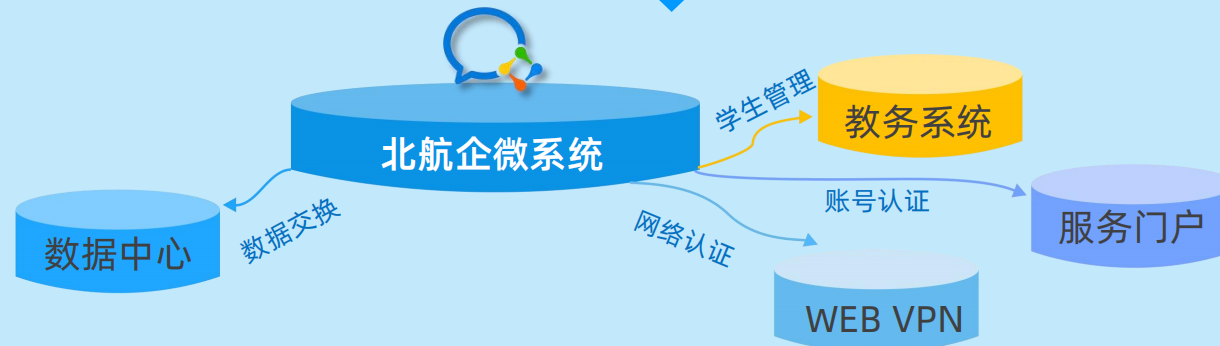 学生管理
教务系统
北航企微系统
账号认证
服务门户
数据交换
网络认证
数据中心
WEB VPN